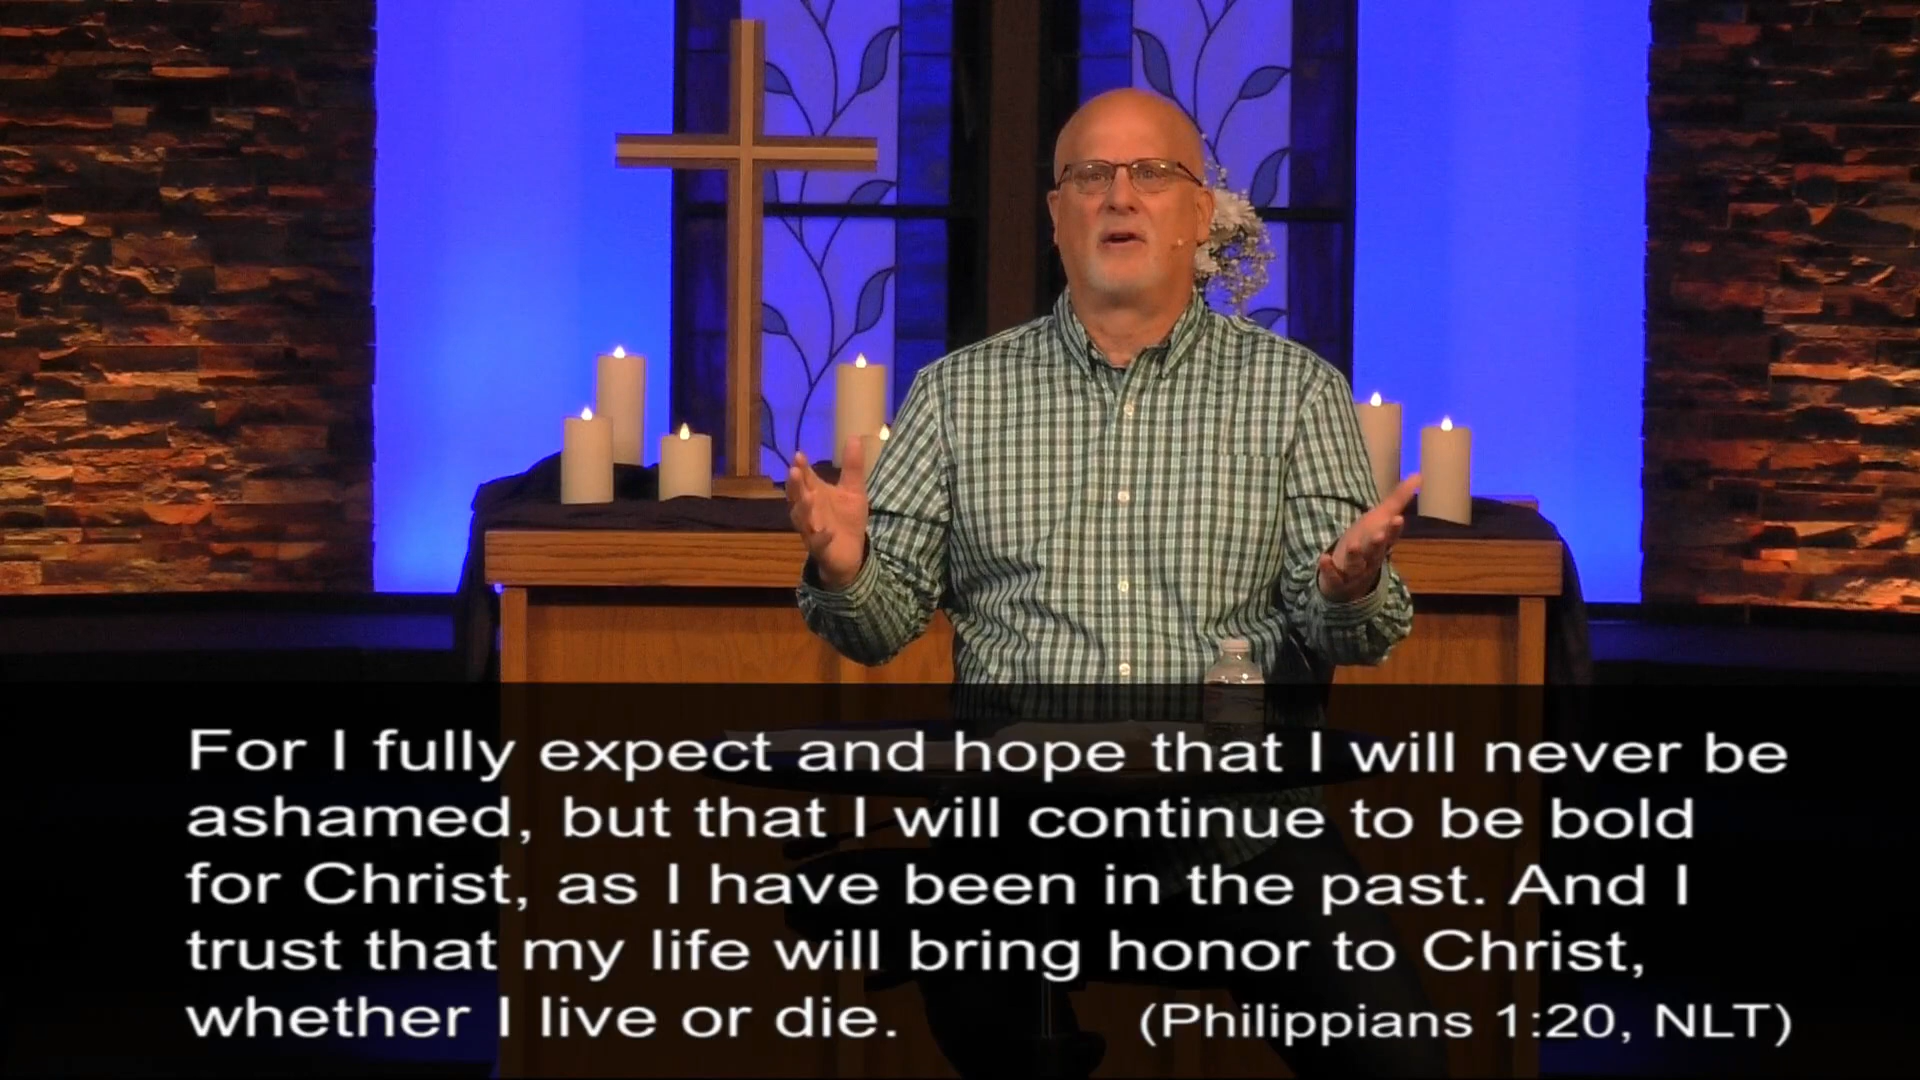 For I fully expect and hope that I will never be
ashamed, but that I will continue to be bold
for Christ, as I have been in the past. And I
trust that my life will bring honor to Christ,
whether I live or die. (Philippians 1:20, NLT)